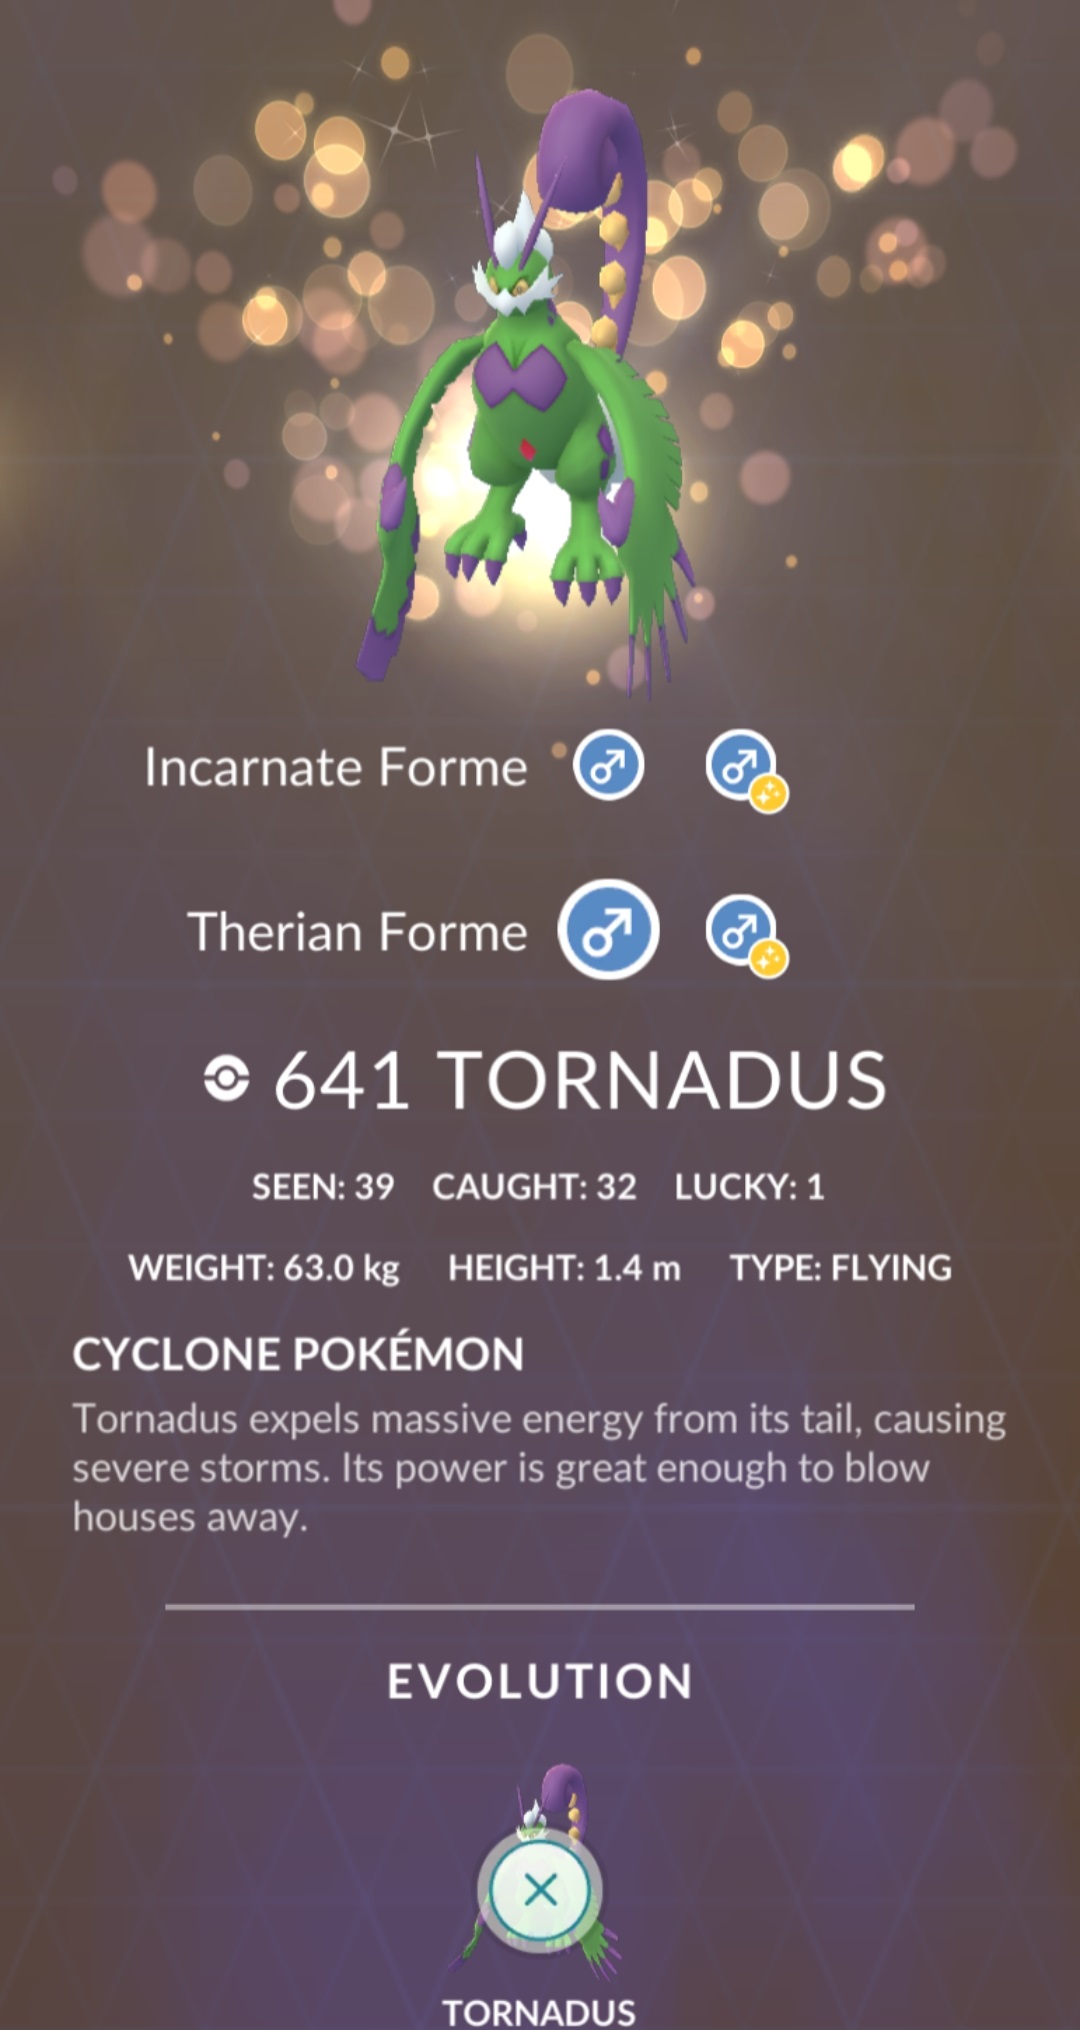 Incarnate Forme
Therian Forme
641 TORNADUS
SEEN: 39 CAUGHT: 32 LUCKY: 1
WEIGHT: 63.0 kg HEIGHT: 1.4 m TYPE: FLYING
CYCLONE POKÉMON
Tornadus expels massive energy from its tail, causing
severe storms. Its power is great enough to blow
houses away.
EVOLUTION
TORNADUS